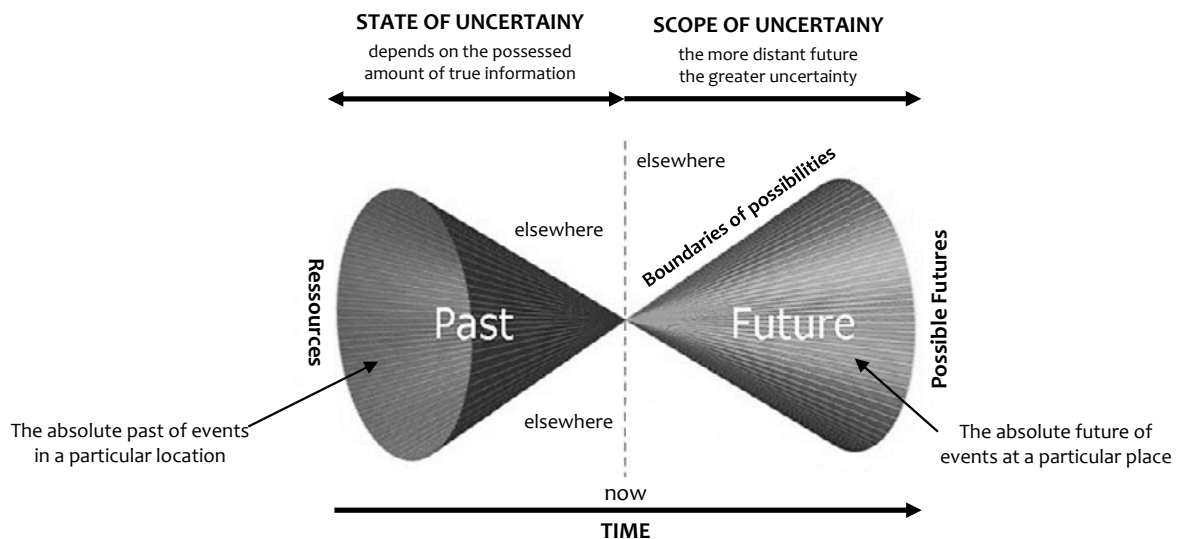 STATE OF UNCERTAINY
depends on the possessed
amount of true information
SCOPE OF UNCERTAINY
the more distant future
the greater uncertainty
elsewhere
elsewhere
elsewhere
Boundaries of possibilities
Ressources
Past
Future
Possible Futures
The absolute past of events
in a particular location
The absolute future of
events at a particular place
now
TIME